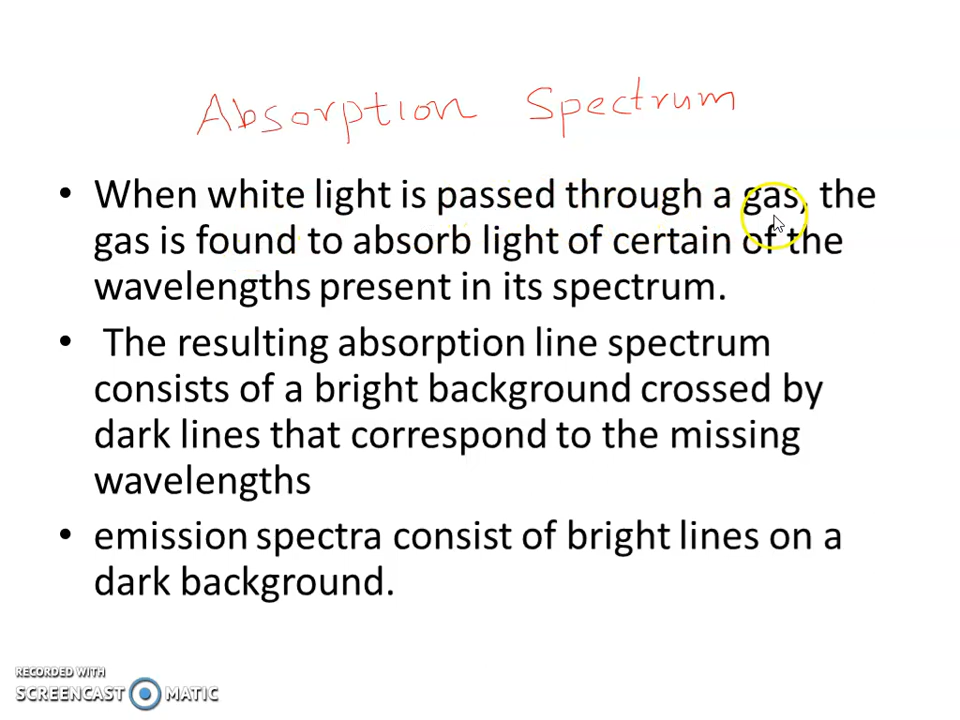 Absorption Spectrum
• When white light is passed through a gas, the
gas is found to absorb light of certain of the
wavelengths present in its spectrum.
• The resulting absorption line spectrum
consists of a bright background crossed by
dark lines that correspond to the missing
wavelengths
• emission spectra consist of bright lines on a
dark background.
RECORDED WITH
SCREENCAST MATIC